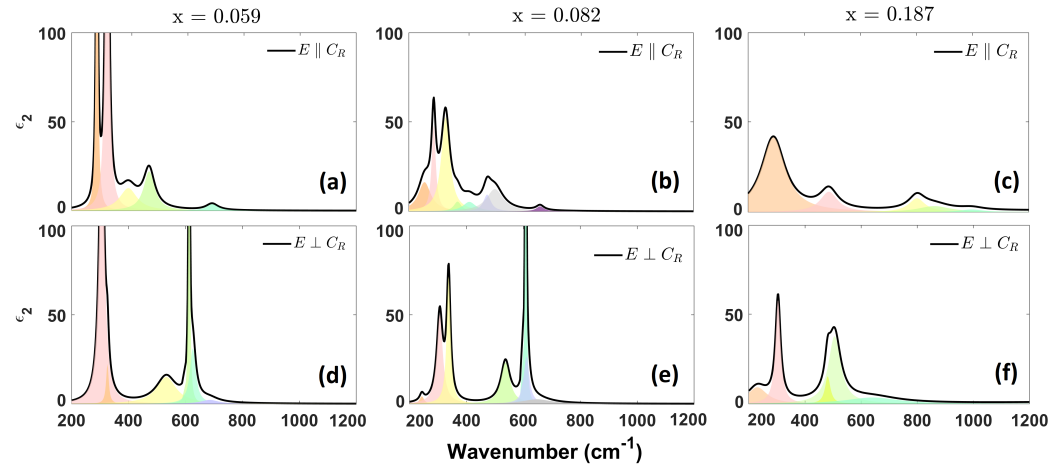 x = 0.059
x = 0.082
x = 0.187
100
50
0
ϵ2
E ∥ C_R
(a)
100
50
0
E ∥ C_R
(b)
100
50
0
E ∥ C_R
(c)
100
50
0
ϵ2
E ⊥ C_R
(d)
200 400 600 800 1000 1200
100
50
0
E ⊥ C_R
(e)
200 400 600 800 1000 1200
100
50
0
E ⊥ C_R
(f)
200 400 600 800 1000 1200
Wavenumber (cm⁻¹)